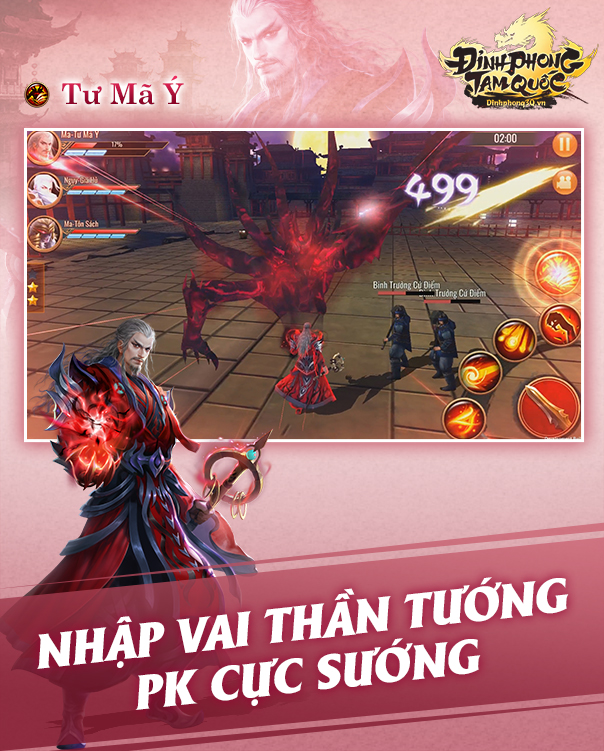 ĐỈNH PHONG
TAM QUỐC
Dinhphong3Q.vn
Tư Mã Ý
Ma-Tư Mã Ý
17%
02:00
Ngụy-Giả Hủ
499
Ma-Tôn Sách
Binh Trưởng Cứ Điểm
Binh Trưởng Cứ Điểm
NHẬP VAI THẦN TƯỚNG
PK CỰC SƯỚNG